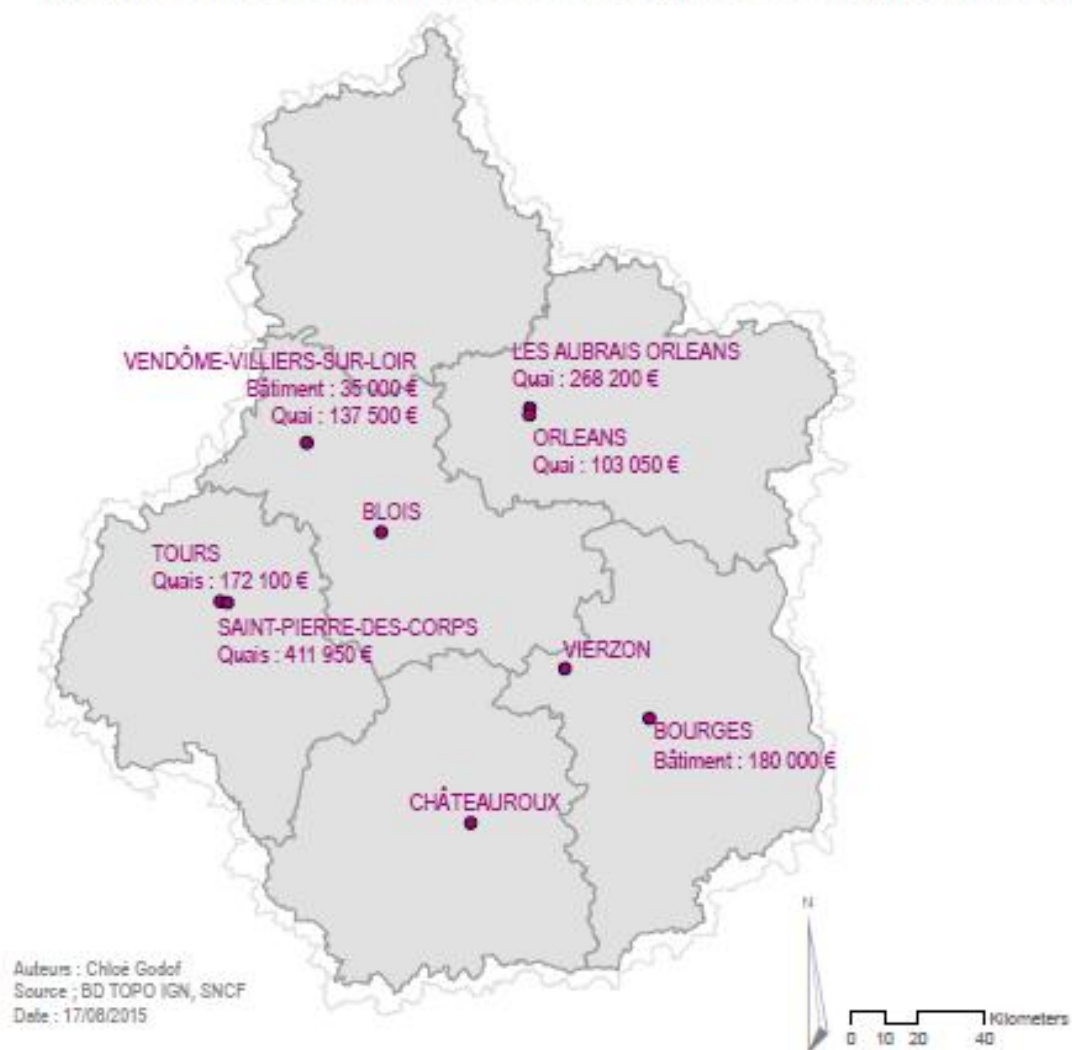 VENDÔME-VILLIERS-SUR-LOIR
Bâtiment : 35 000 €
Quai : 137 500 €
LES AUBRAIS ORLEANS
Quai : 268 200 €
ORLEANS
Quai : 103 050 €
BLOIS
TOURS
Quais : 172 100 €
SAINT-PIERRE-DES-CORPS
Quais : 411 950 €
VIERZON
BOURGES
Bâtiment : 180 000 €
CHÂTEAUROUX
N
Auteurs : Chloé Godof
Source ; BD TOPO IGN, SNCF
Date : 17/08/2015
Kilometers
0 10 20 40